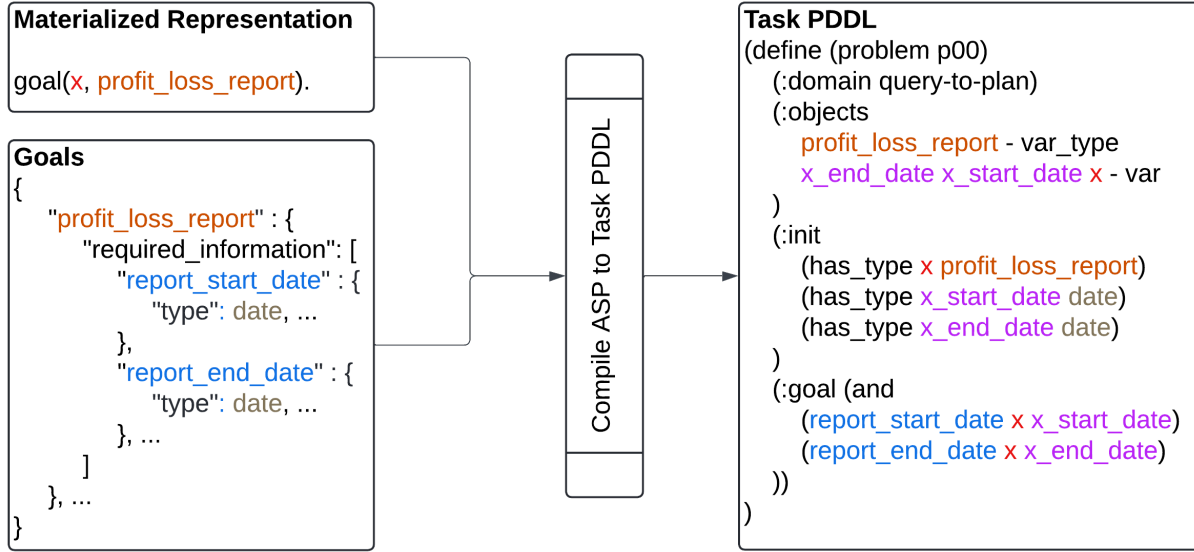 Materialized Representation
goal(x, profit_loss_report).
Goals
{
"profit_loss_report" : {
"required_information": [
"report_start_date" : {
"type": date, ...
},
"report_end_date" : {
"type": date, ...
}, ...
]
}, ...
}
Compile ASP to Task PDDL
Task PDDL
(define (problem p00)
(:domain query-to-plan)
(:objects
profit_loss_report - var_type
x_end_date x_start_date x - var
)
(:init
(has_type x profit_loss_report)
(has_type x_start_date date)
(has_type x_end_date date)
)
(:goal (and
(report_start_date x x_start_date)
(report_end_date x x_end_date)
))
)